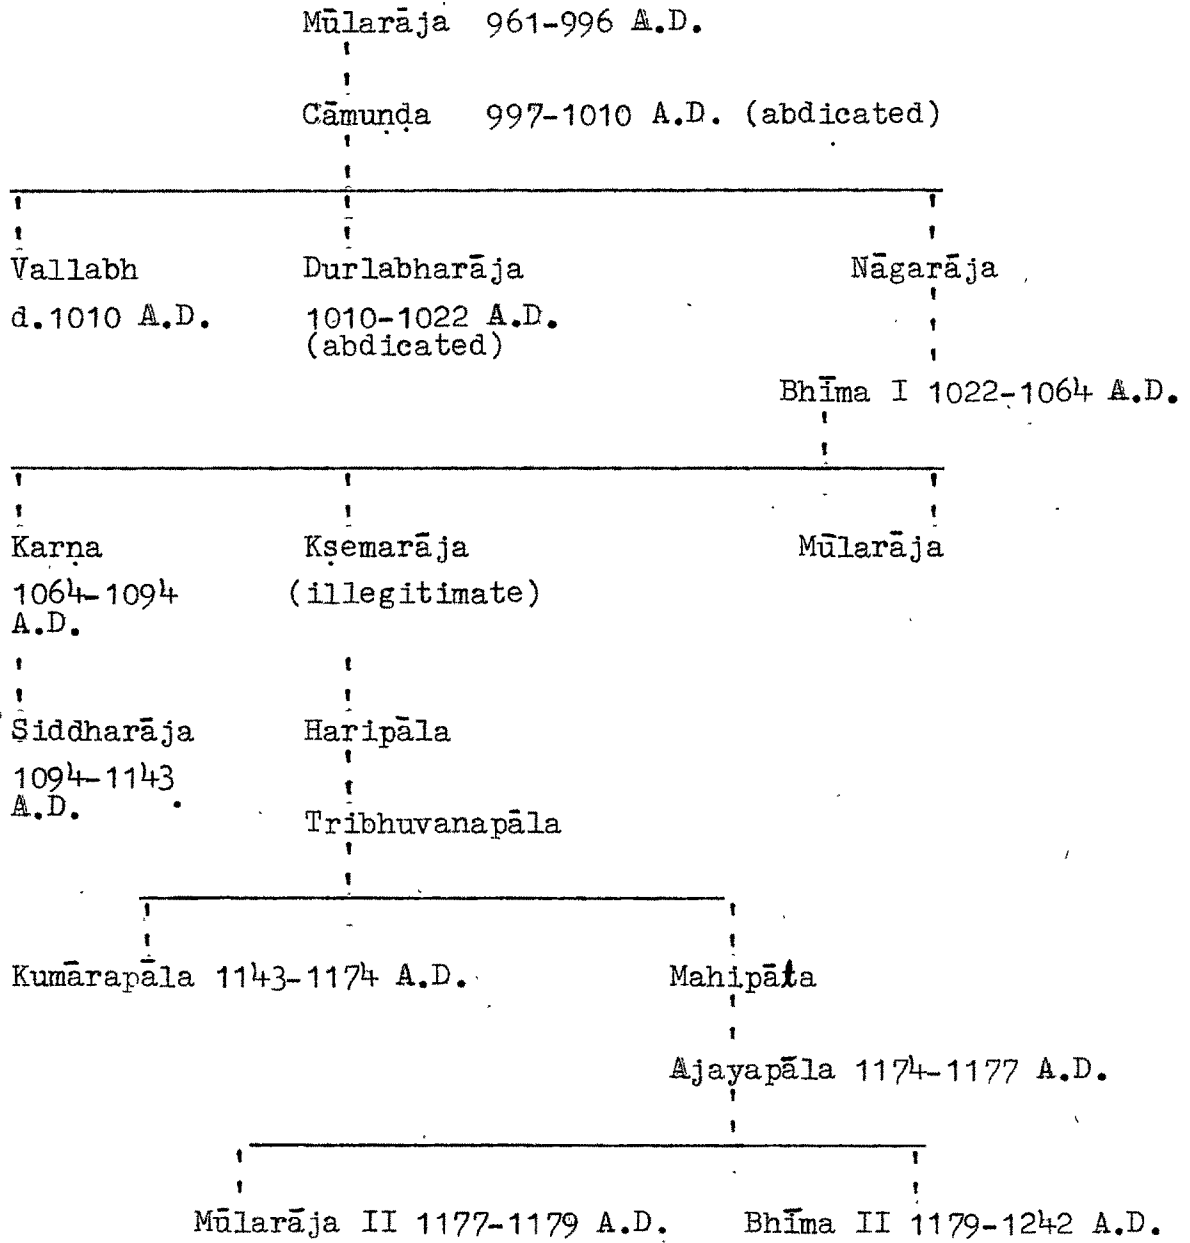 Mūlarāja 961-996 A.D.
Cāmuṇḍa 997-1010 A.D. (abdicated)
Vallabh Durlabharāja Nāgarāja
d.1010 A.D. 1010-1022 A.D.
(abdicated)
Bhīma I 1022-1064 A.D.
Karṇa Kṣemarāja Mūlarāja
1064-1094 (illegitimate)
A.D.
Siddharāja Haripāla
1094-1143
A.D.
Tribhuvanapāla
Kumārapāla 1143-1174 A.D. Mahipāla
Ajayapāla 1174-1177 A.D.
Mūlarāja II 1177-1179 A.D. Bhīma II 1179-1242 A.D.